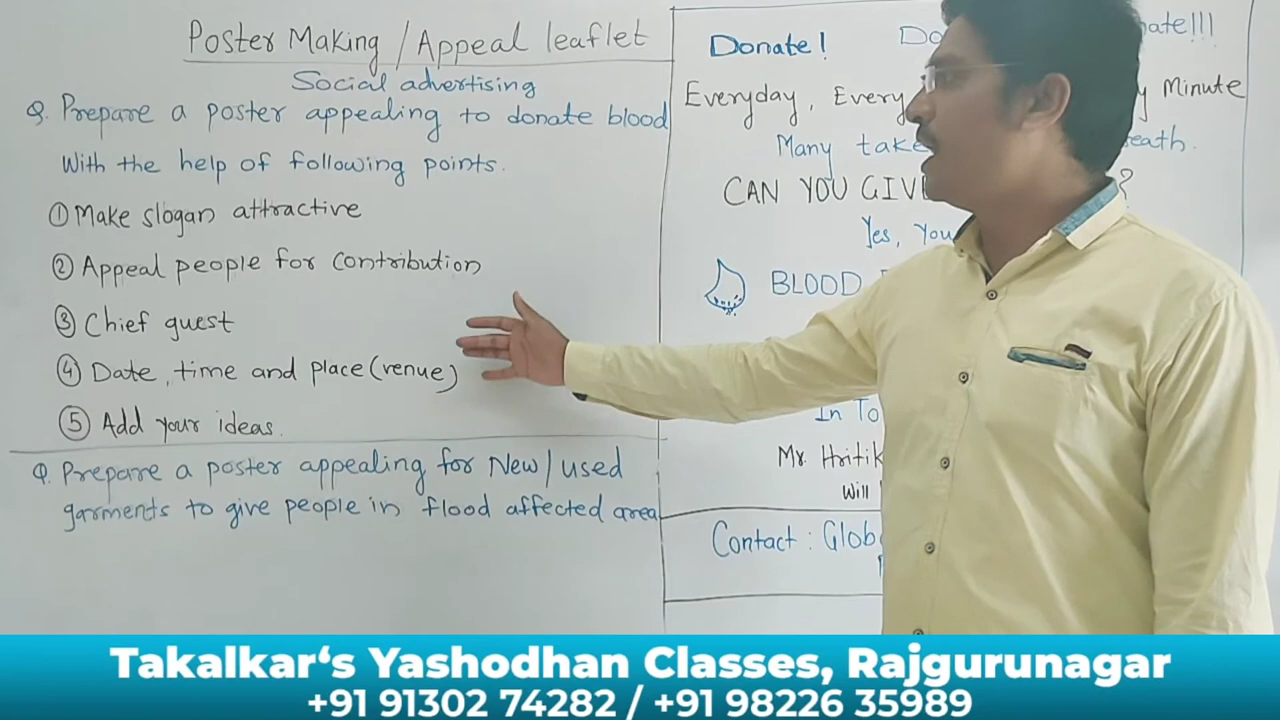 Poster Making / Appeal leaflet
Social advertising
Q. Prepare a poster appealing to donate blood
With the help of following points.
① Make slogan attractive
② Appeal people for contribution
③ Chief guest
④ Date, time and place (venue)
⑤ Add your ideas.
Q. Prepare a poster appealing for New/used
garments to give people in flood affected area
Donate! Do nate!!!
Everyday, Every Minute
Many take
CAN YOU GIVE ?
Yes, You
BLOOD
In To
Mr. Hritik
Will
Contact : Glob
Takalkar‘s Yashodhan Classes, Rajgurunagar
+91 91302 74282 / +91 98226 35989